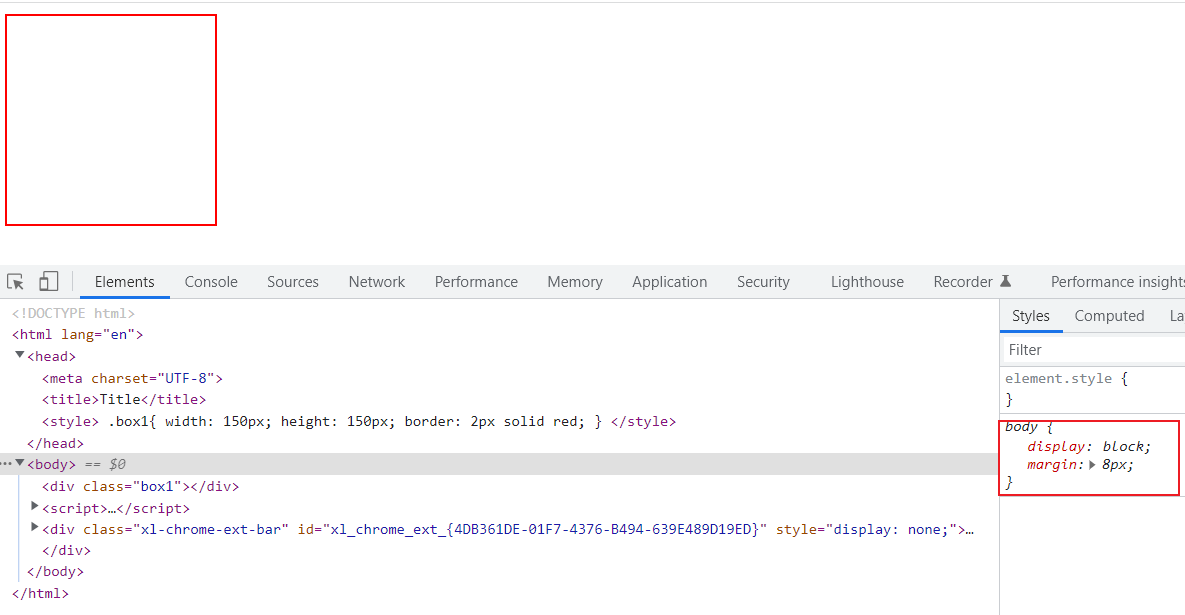 Elements Console Sources Network Performance Memory Application Security Lighthouse Recorder Performance insights
<!DOCTYPE html>
<html lang="en">
<head>
<meta charset="UTF-8">
<title>Title</title>
<style> .box1{ width: 150px; height: 150px; border: 2px solid red; } </style>
</head>
<body> == $0
<div class="box1"></div>
<script>…</script>
<div class="xl-chrome-ext-bar" id="xl_chrome_ext_{4DB361DE-01F7-4376-B494-639E489D19ED}" style="display: none;">…
</div>
</body>
</html>
Styles Computed La
Filter
element.style {
}
body {
display: block;
margin: 8px;
}